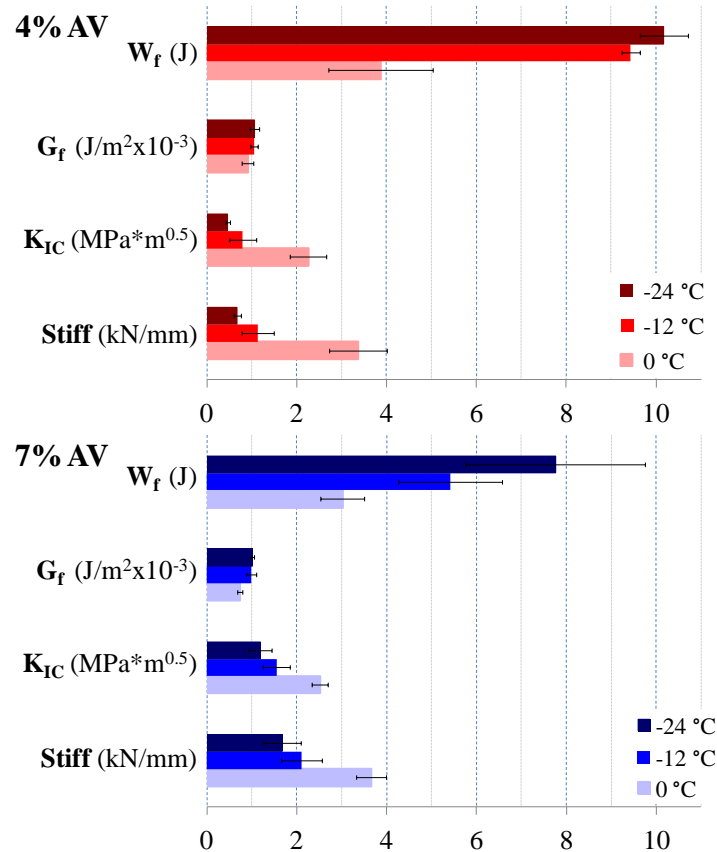 4% AV
W_f (J)
G_f (J/m²x10⁻³)
K_IC (MPa*m⁰·⁵)
Stiff (kN/mm)
-24 °C
-12 °C
0 °C
0 2 4 6 8 10
7% AV
W_f (J)
G_f (J/m²x10⁻³)
K_IC (MPa*m⁰·⁵)
Stiff (kN/mm)
-24 °C
-12 °C
0 °C
0 2 4 6 8 10